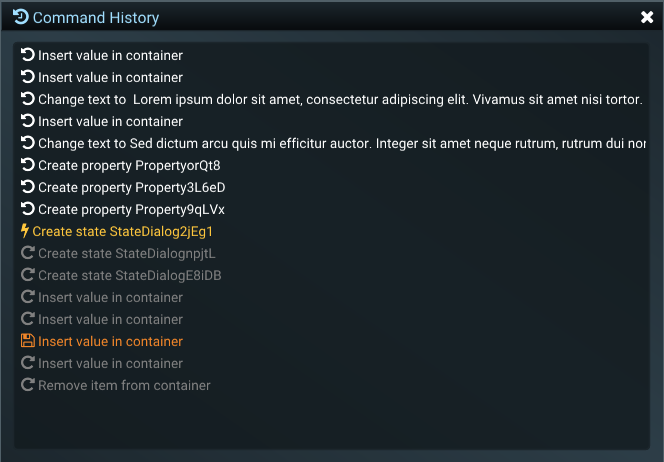 Command History
Insert value in container
Insert value in container
Change text to  Lorem ipsum dolor sit amet, consectetur adipiscing elit. Vivamus sit amet nisi tortor.
Insert value in container
Change text to Sed dictum arcu quis mi efficitur auctor. Integer sit amet neque rutrum, rutrum dui
Create property PropertyorQt8
Create property Property3L6eD
Create property Property9qLVx
Create state StateDialog2jEg1
Create state StateDialognpjtL
Create state StateDialogE8iDB
Insert value in container
Insert value in container
Insert value in container
Insert value in container
Remove item from container